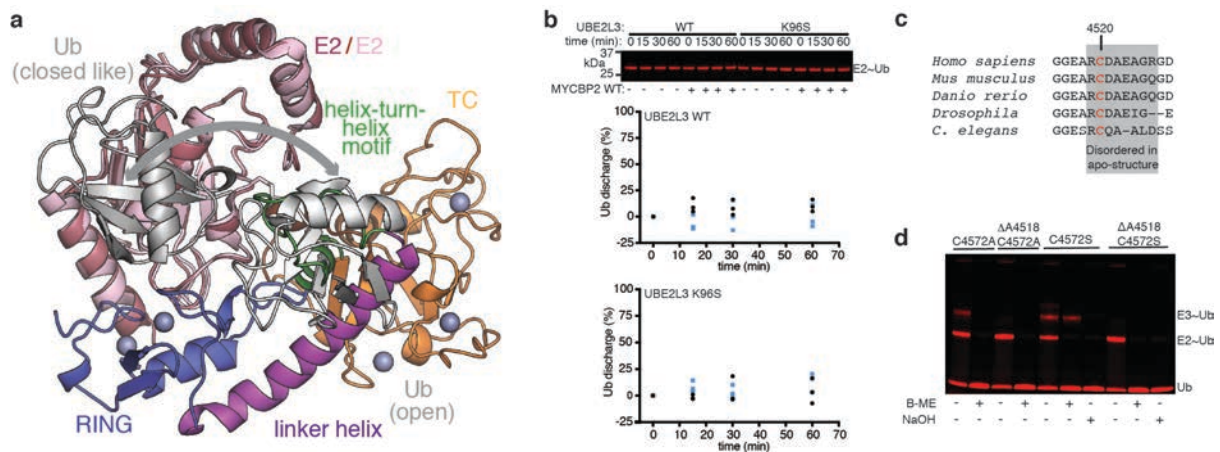 a
Ub
(closed like)
E2/E2
helix-turn-
helix
motif
TC
RING
linker helix
Ub
(open)
b
UBE2L3: WT K96S
time (min): 0 15 30 60 0 15 30 60 0 15 30 60 0 15 30 60
37
kDa
25
E2~Ub
MYCBP2 WT: - - - - + + + + - - - - + + + +
UBE2L3 WT
Ub discharge (%)
100
75
50
25
0
-25
0 10 20 30 40 50 60 70
time (min)
UBE2L3 K96S
Ub discharge (%)
100
75
50
25
0
-25
0 10 20 30 40 50 60 70
time (min)
c
4520
Homo sapiens GGEARCDAEAGRGD
Mus musculus GGEARCDAEAGQGD
Danio rerio GGEARCDAEAGQGD
Drosophila GGEARCDAEIG--E
C. elegans GGESRCQA-ALDSS
Disordered in
apo-structure
d
C4572A ΔA4518 C4572A C4572S ΔA4518 C4572S
E3~Ub
E2~Ub
Ub
B-ME - + - + - + - - + -
NaOH - - - - - - + - - +